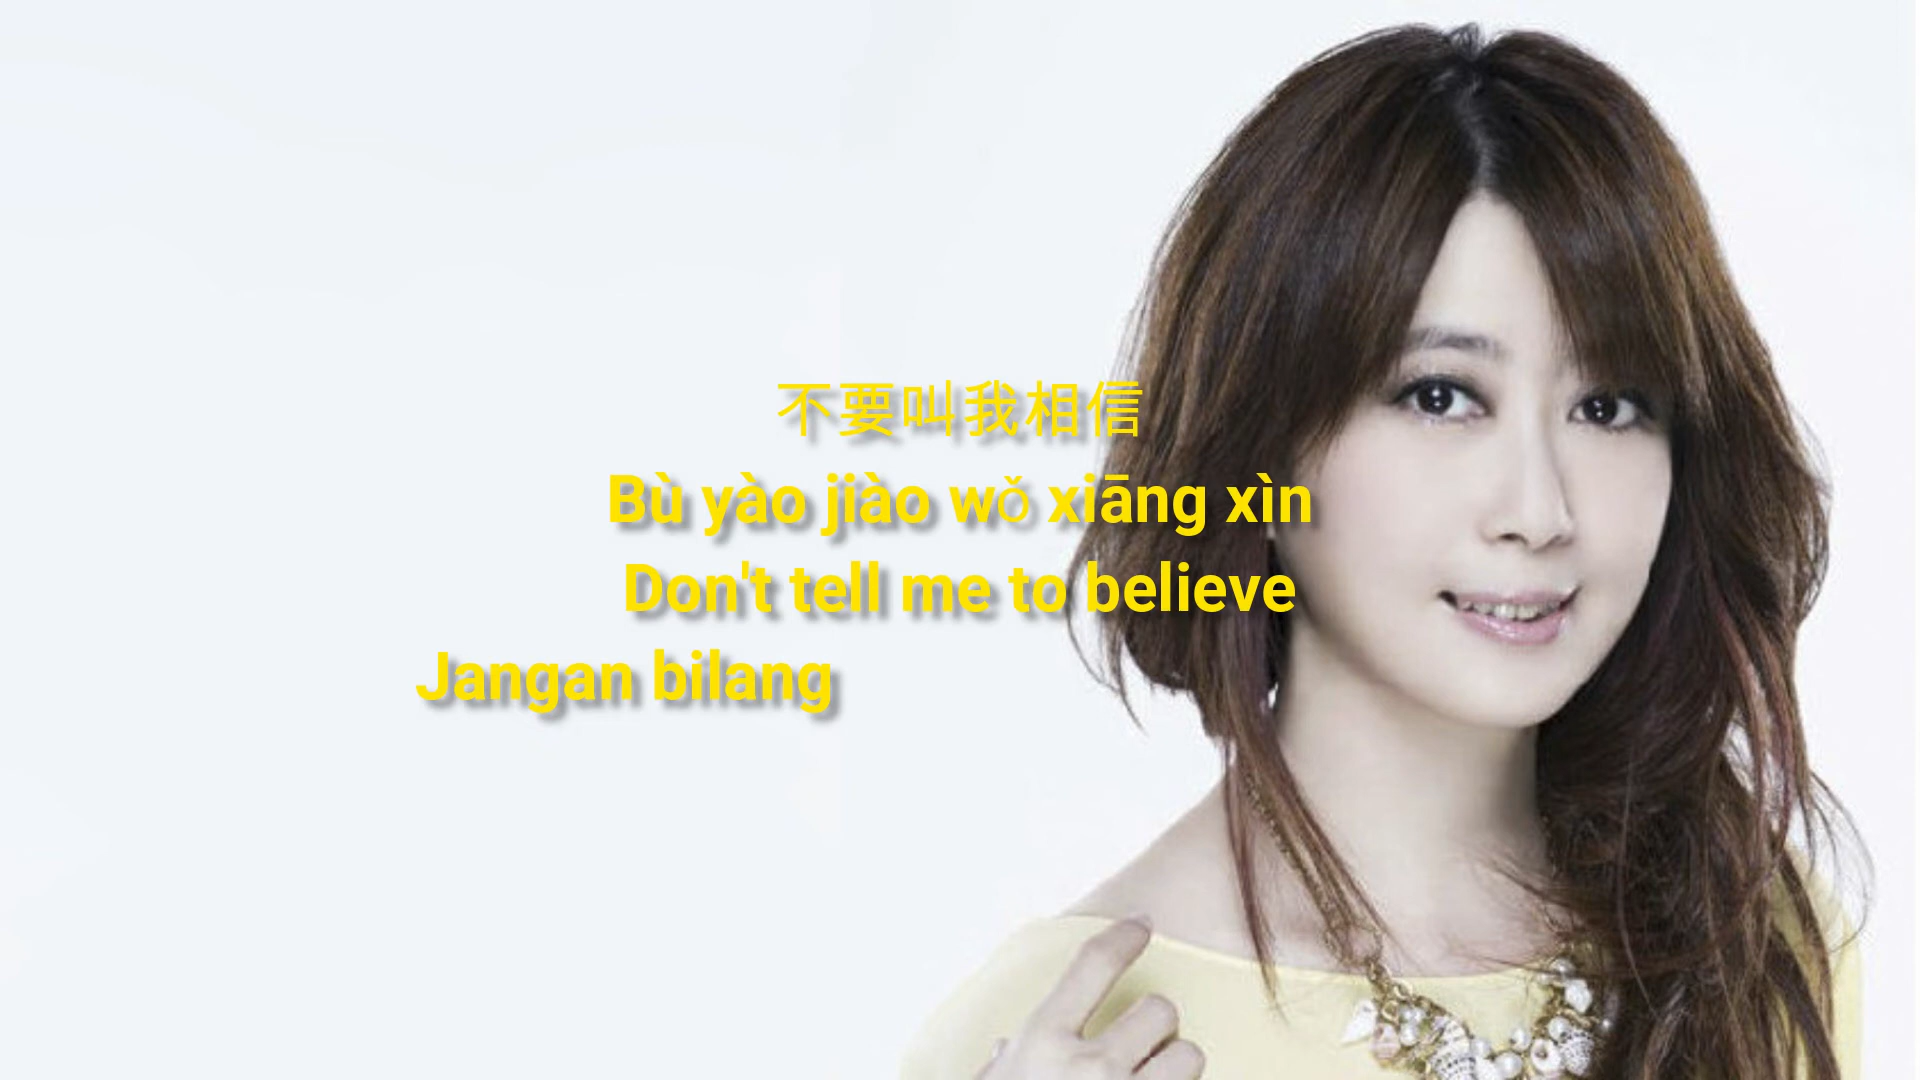 不要叫我相信
Bù yào jiào wǒ xiāng xìn
Don't tell me to believe
Jangan bilang